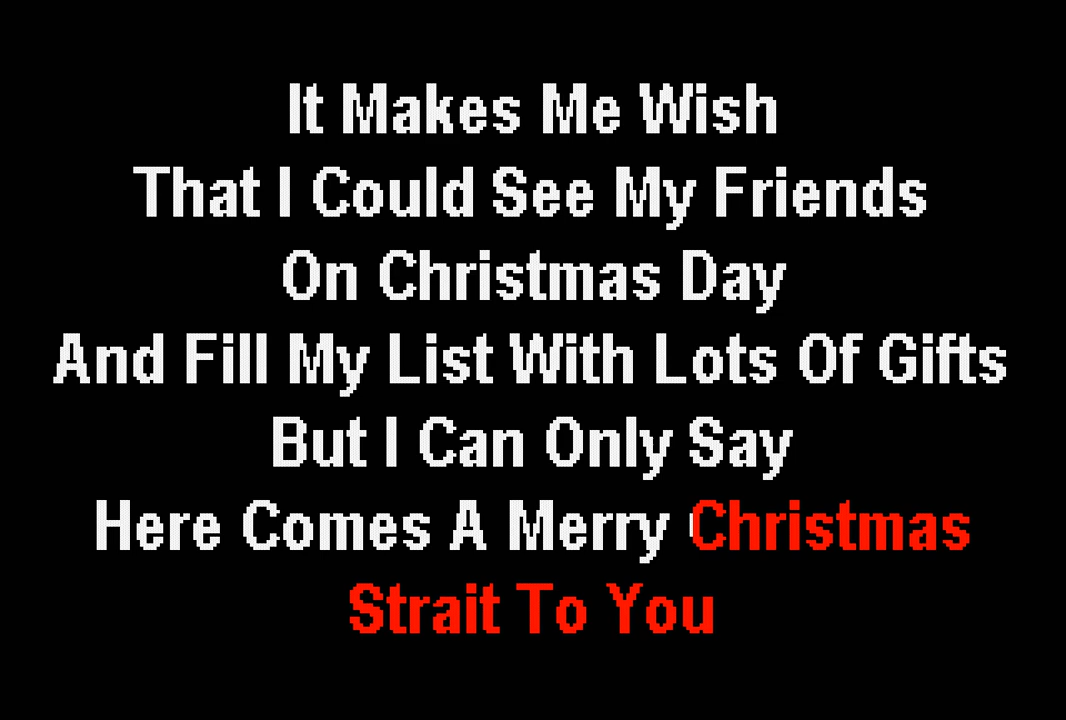 It Makes Me Wish
That I Could See My Friends
On Christmas Day
And Fill My List With Lots Of Gifts
But I Can Only Say
Here Comes A Merry Christmas
Strait To You